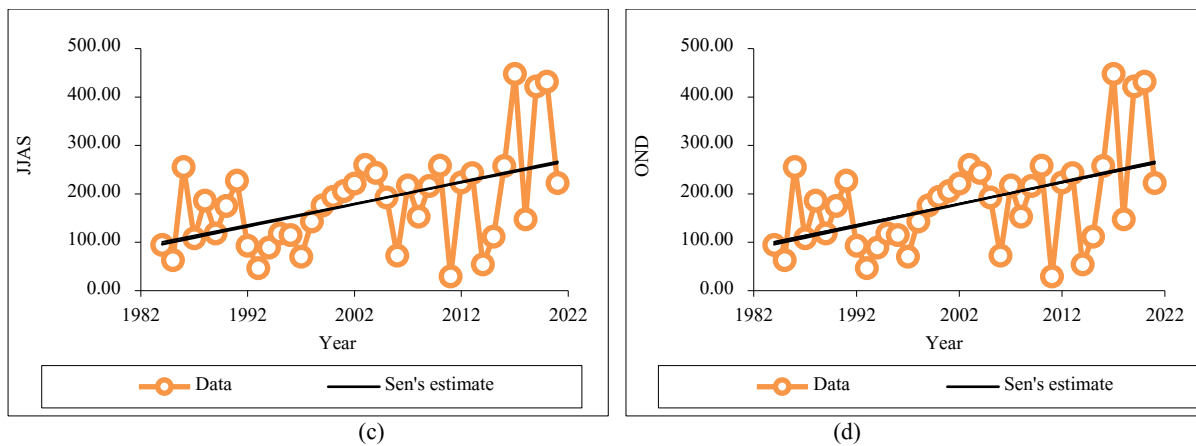 500.00
400.00
300.00
200.00
100.00
0.00
JJAS
1982 1992 2002 2012 2022
Year
Data Sen's estimate
(c)
500.00
400.00
300.00
200.00
100.00
0.00
OND
1982 1992 2002 2012 2022
Year
Data Sen's estimate
(d)